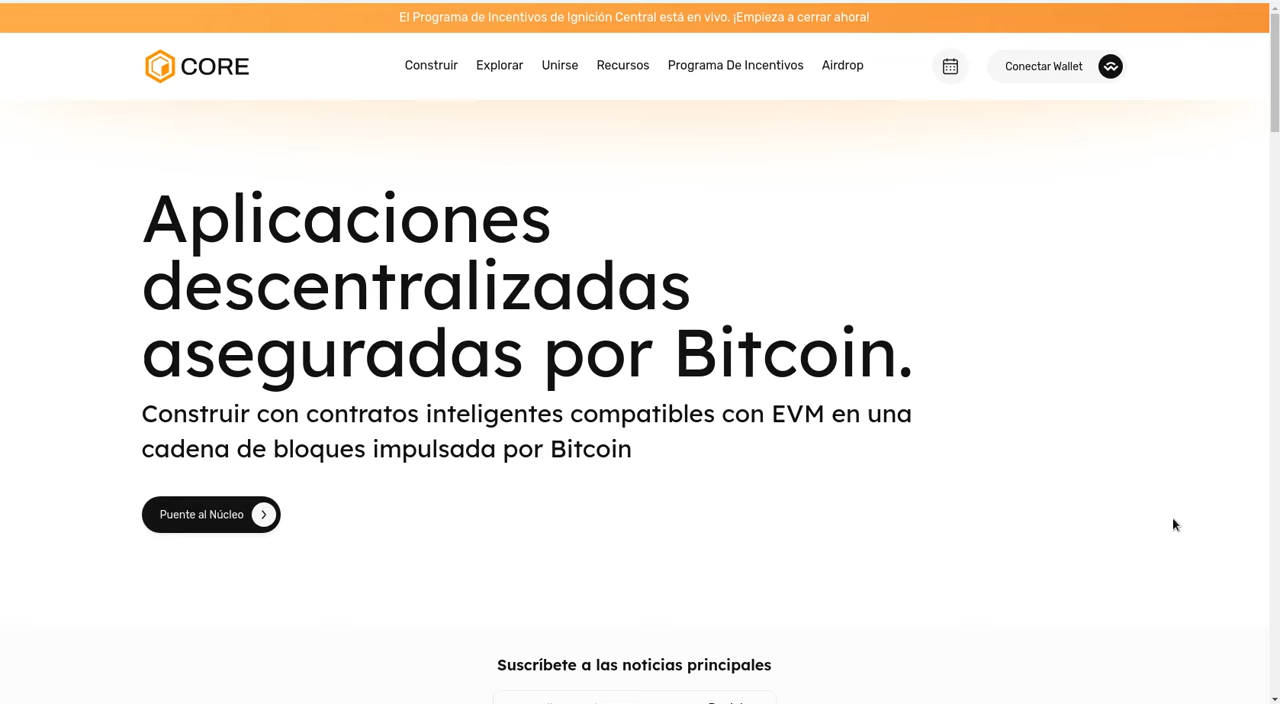 El Programa de Incentivos de Ignición Central está en vivo. ¡Empieza a cerrar ahora!
CORE
Construir
Explorar
Unirse
Recursos
Programa De Incentivos
Airdrop
Conectar Wallet
Aplicaciones
descentralizadas
aseguradas por Bitcoin.
Construir con contratos inteligentes compatibles con EVM en una
cadena de bloques impulsada por Bitcoin
Puente al Núcleo
Suscríbete a las noticias principales